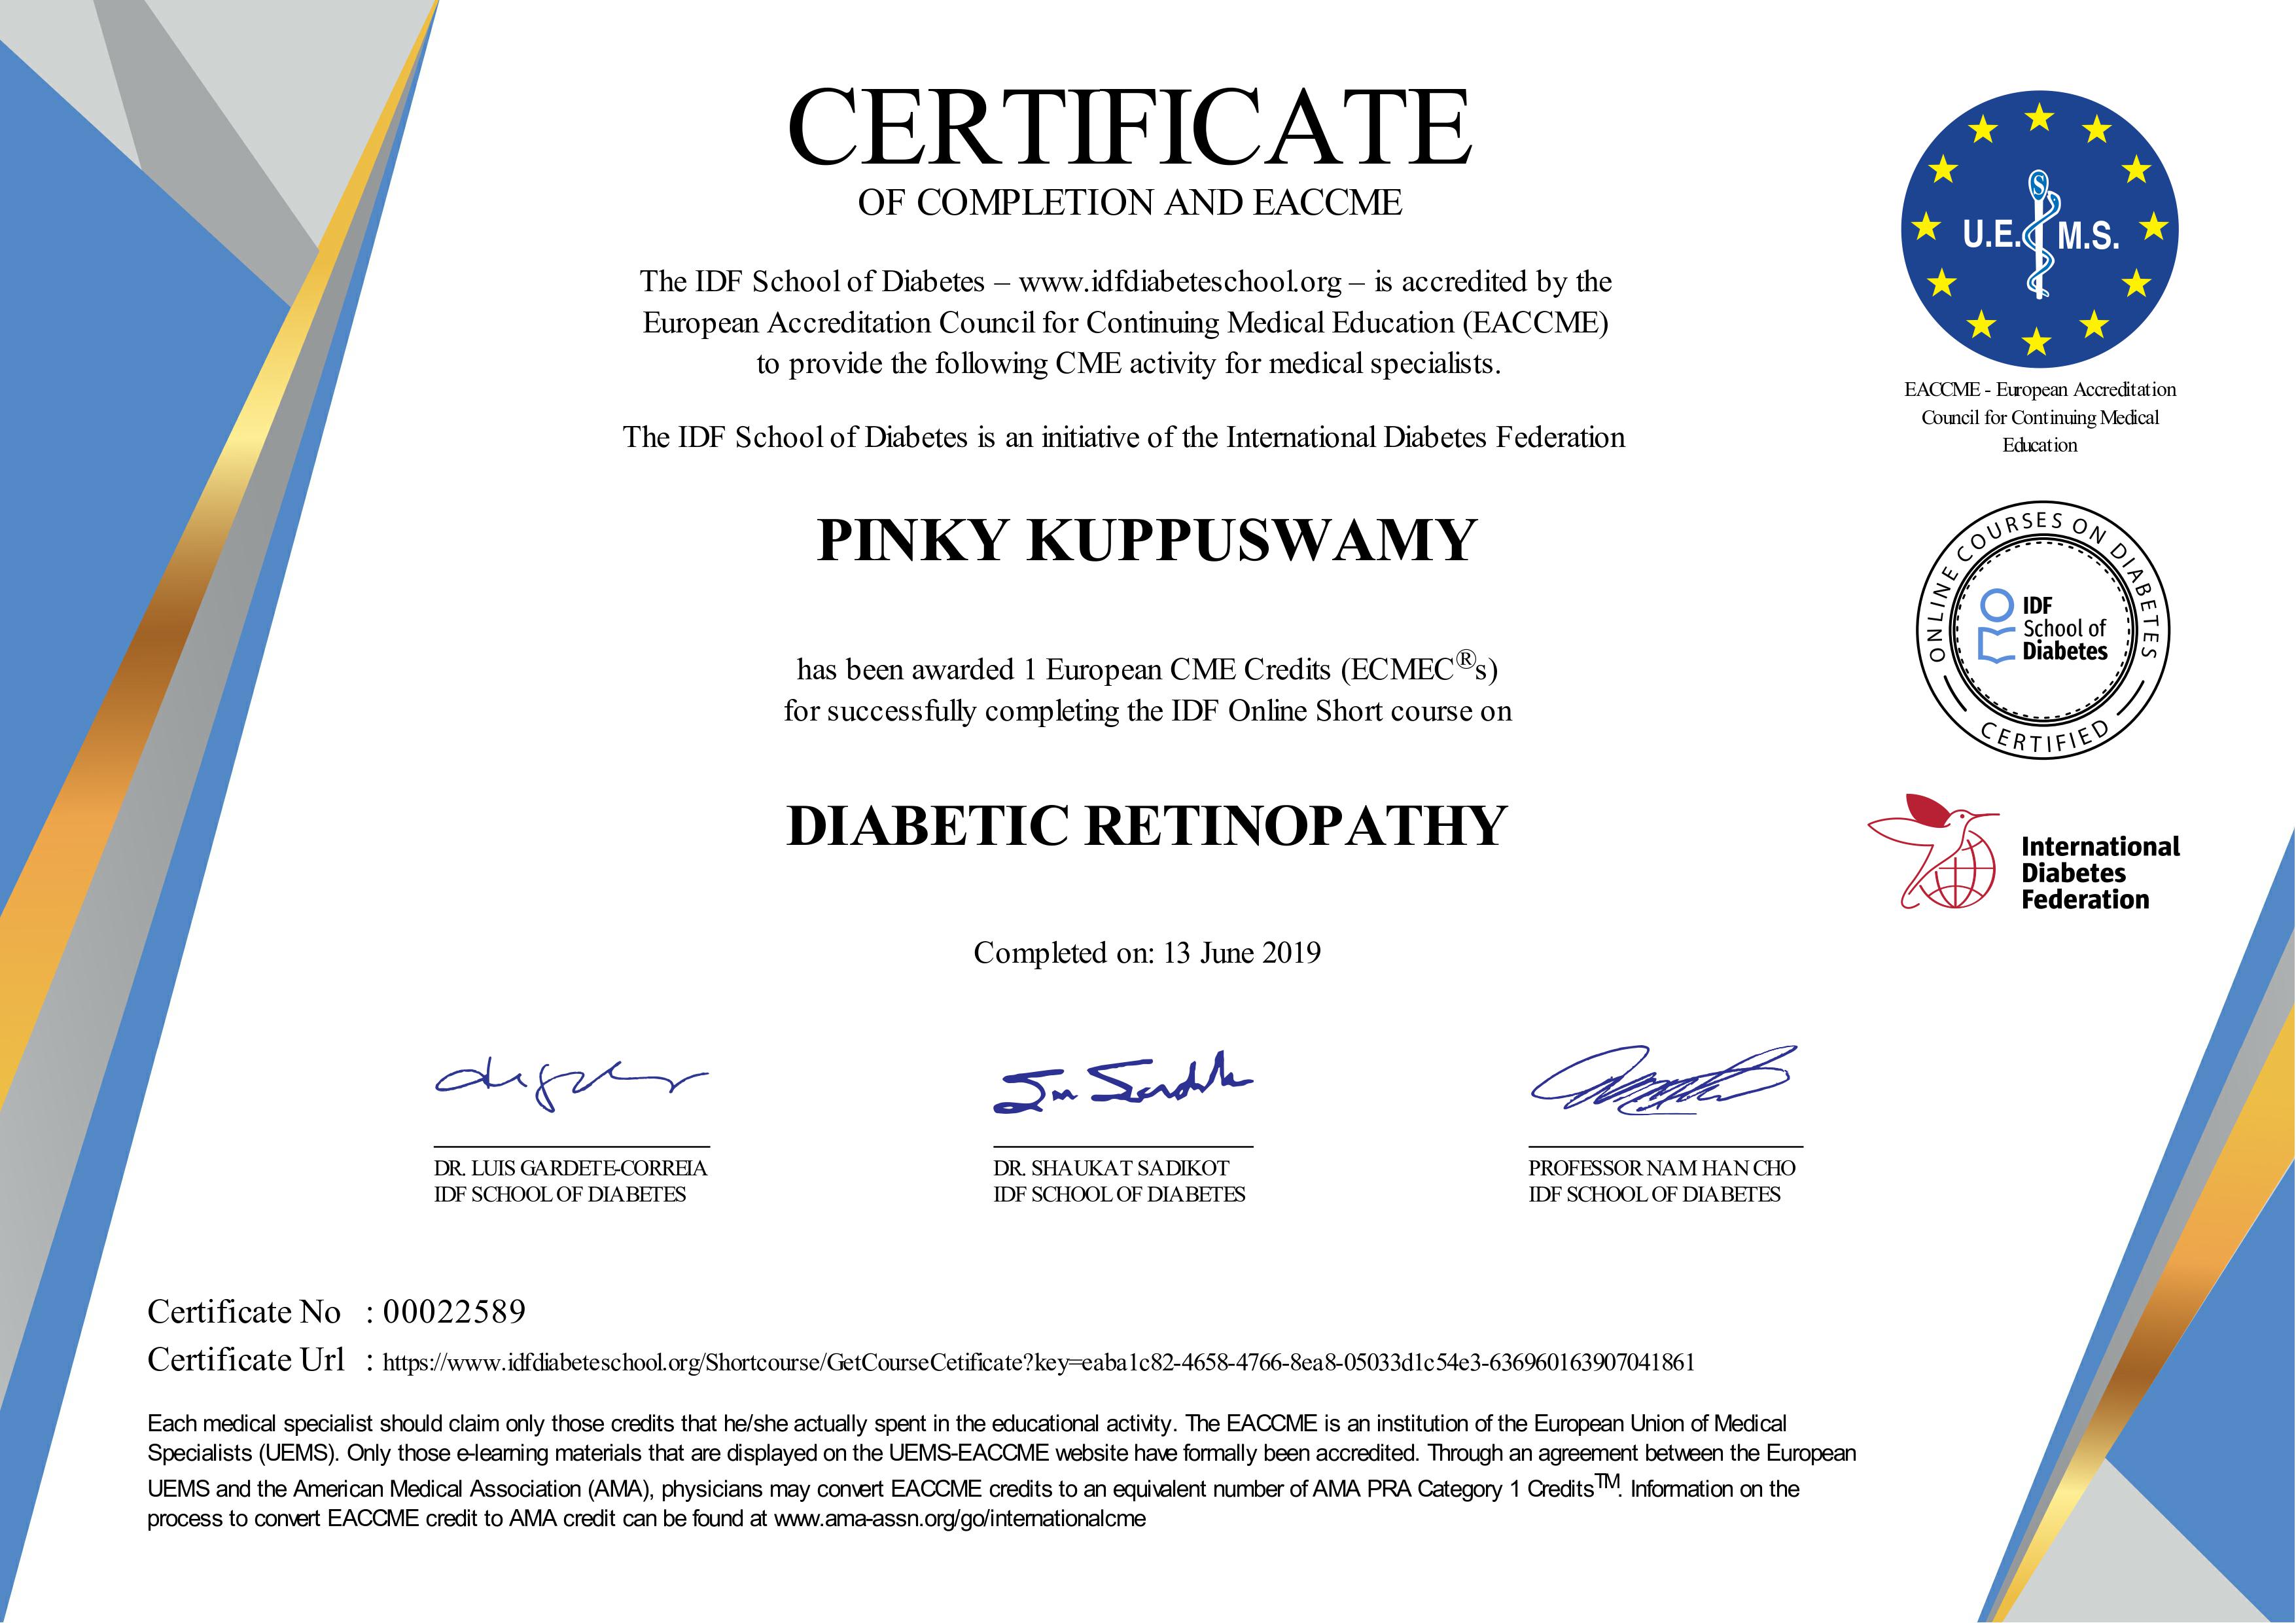 CERTIFICATE
OF COMPLETION AND EACCME
The IDF School of Diabetes – www.idfdiabeteschool.org – is accredited by the
European Accreditation Council for Continuing Medical Education (EACCME)
to provide the following CME activity for medical specialists.
The IDF School of Diabetes is an initiative of the International Diabetes Federation
U.E. S M.S.
EACCME - European Accreditation
Council for Continuing Medical
Education
PINKY KUPPUSWAMY
has been awarded 1 European CME Credits (ECMEC®s)
for successfully completing the IDF Online Short course on
ONLINE COURSES ON DIABETES
IDF
School of
Diabetes
CERTIFIED
DIABETIC RETINOPATHY
International
Diabetes
Federation
Completed on: 13 June 2019
DR. LUIS GARDETE-CORREIA
IDF SCHOOL OF DIABETES
DR. SHAUKAT SADIKOT
IDF SCHOOL OF DIABETES
PROFESSOR NAM HAN CHO
IDF SCHOOL OF DIABETES
Certificate No : 00022589
Certificate Url : https://www.idfdiabeteschool.org/Shortcourse/GetCourseCetificate?key=eaba1c82-4658-4766-8ea8-05033d1c54e3-636960163907041861
Each medical specialist should claim only those credits that he/she actually spent in the educational activity. The EACCME is an institution of the European Union of Medical
Specialists (UEMS). Only those e-learning materials that are displayed on the UEMS-EACCME website have formally been accredited. Through an agreement between the European
UEMS and the American Medical Association (AMA), physicians may convert EACCME credits to an equivalent number of AMA PRA Category 1 Credits™. Information on the
process to convert EACCME credit to AMA credit can be found at www.ama-assn.org/go/internationalcme